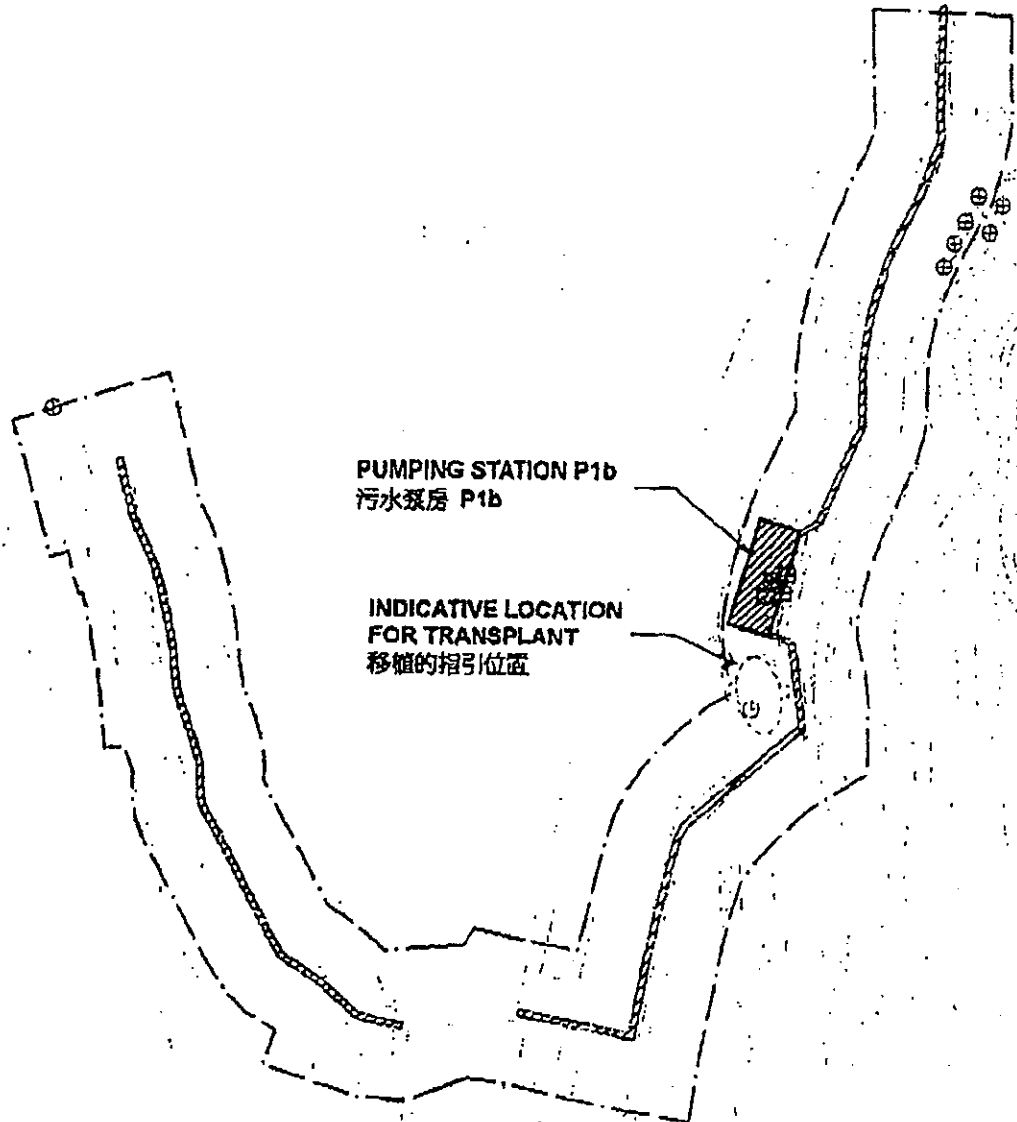 PUMPING STATION P1b
污水泵房 P1b
INDICATIVE LOCATION
FOR TRANSPLANT
移植的指引位置